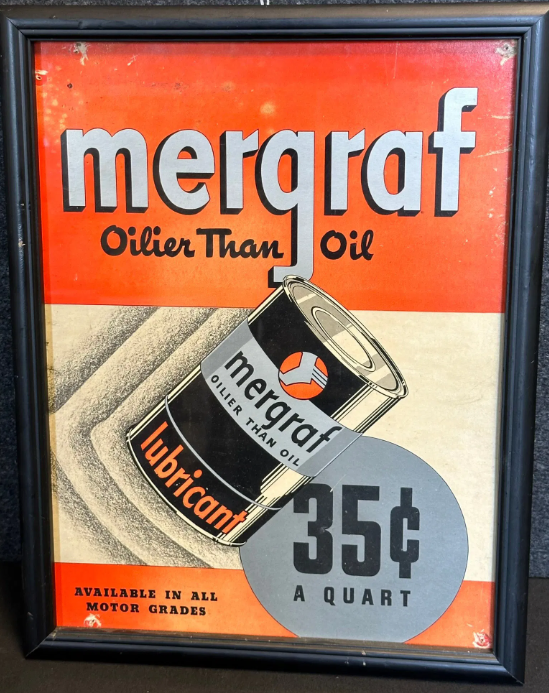 mergraf
Oilier Than Oil
mergraf
OILIER THAN OIL
lubricant
35¢
A QUART
AVAILABLE IN ALL
MOTOR GRADES